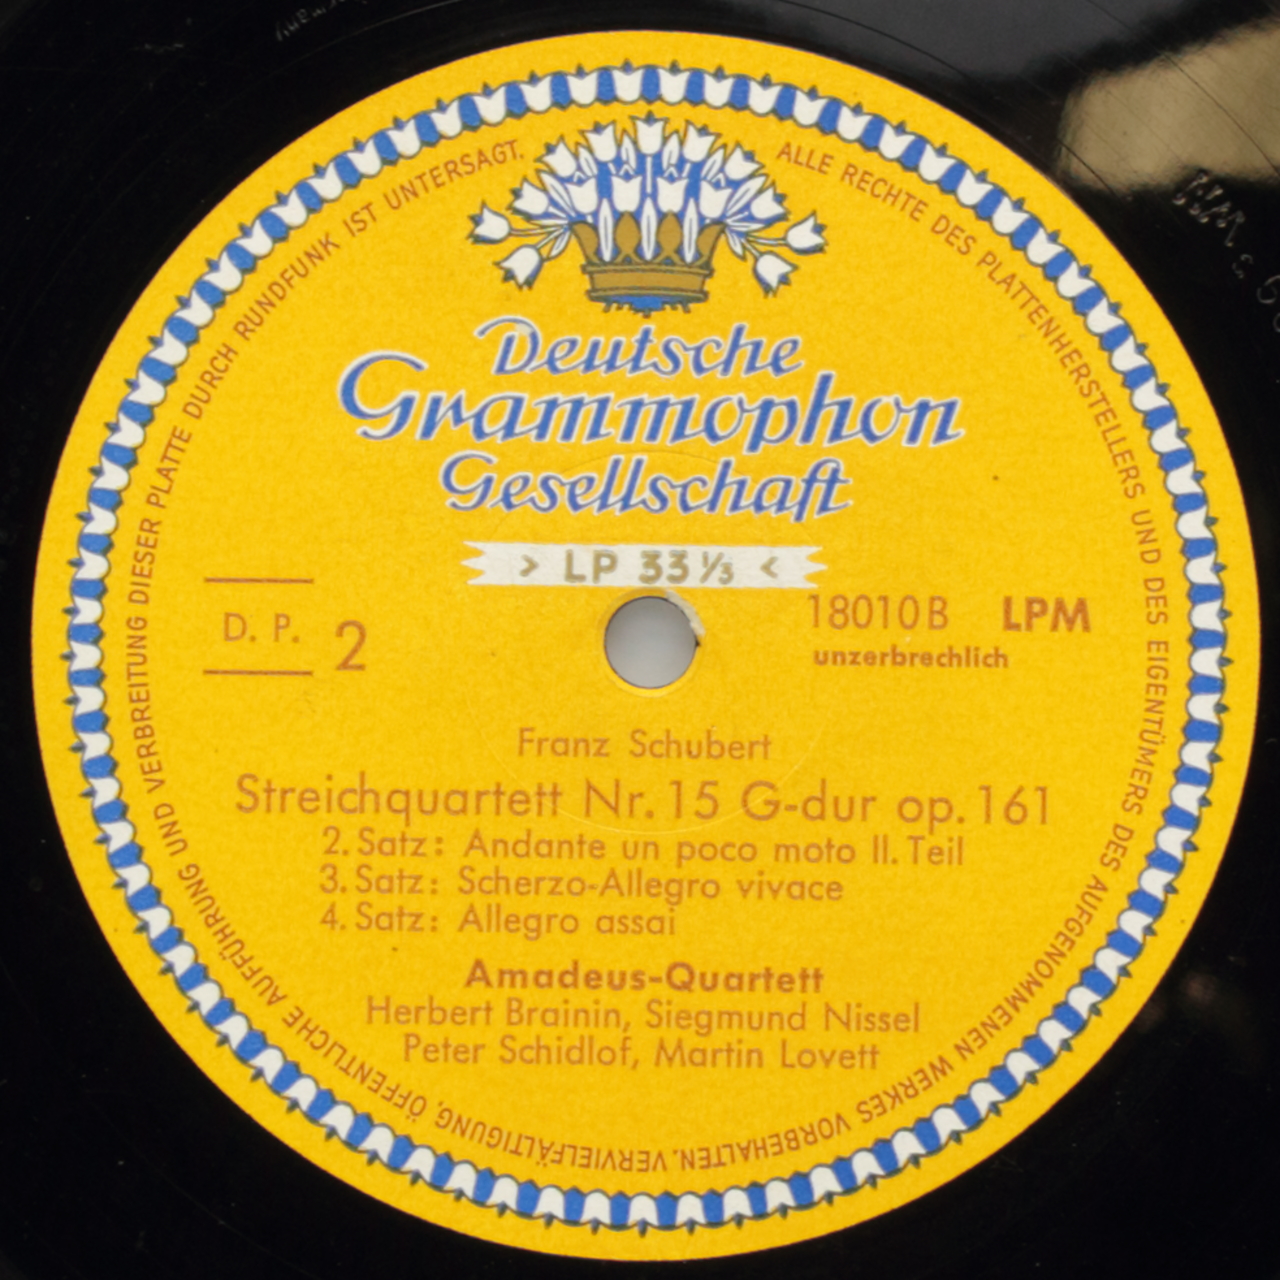 ALLE RECHTE DES PLATTENHERSTELLERS UND DES EIGENTÜMERS DES AUFGENOMMENEN WERKES VORBEHALTEN. VERVIELFÄLTIGUNG, ÖFFENTLICHE AUFFÜHRUNG UND VERBREITUNG DIESER PLATTE DURCH RUNDFUNK IST UNTERSAGT.
Deutsche
Grammophon
Gesellschaft
> LP 33 ⅓ <
D. P. 2
18010 B LPM
unzerbrechlich
Franz Schubert
Streichquartett Nr. 15 G-dur op. 161
2. Satz: Andante un poco moto II. Teil
3. Satz: Scherzo-Allegro vivace
4. Satz: Allegro assai
Amadeus-Quartett
Herbert Brainin, Siegmund Nissel
Peter Schidlof, Martin Lovett